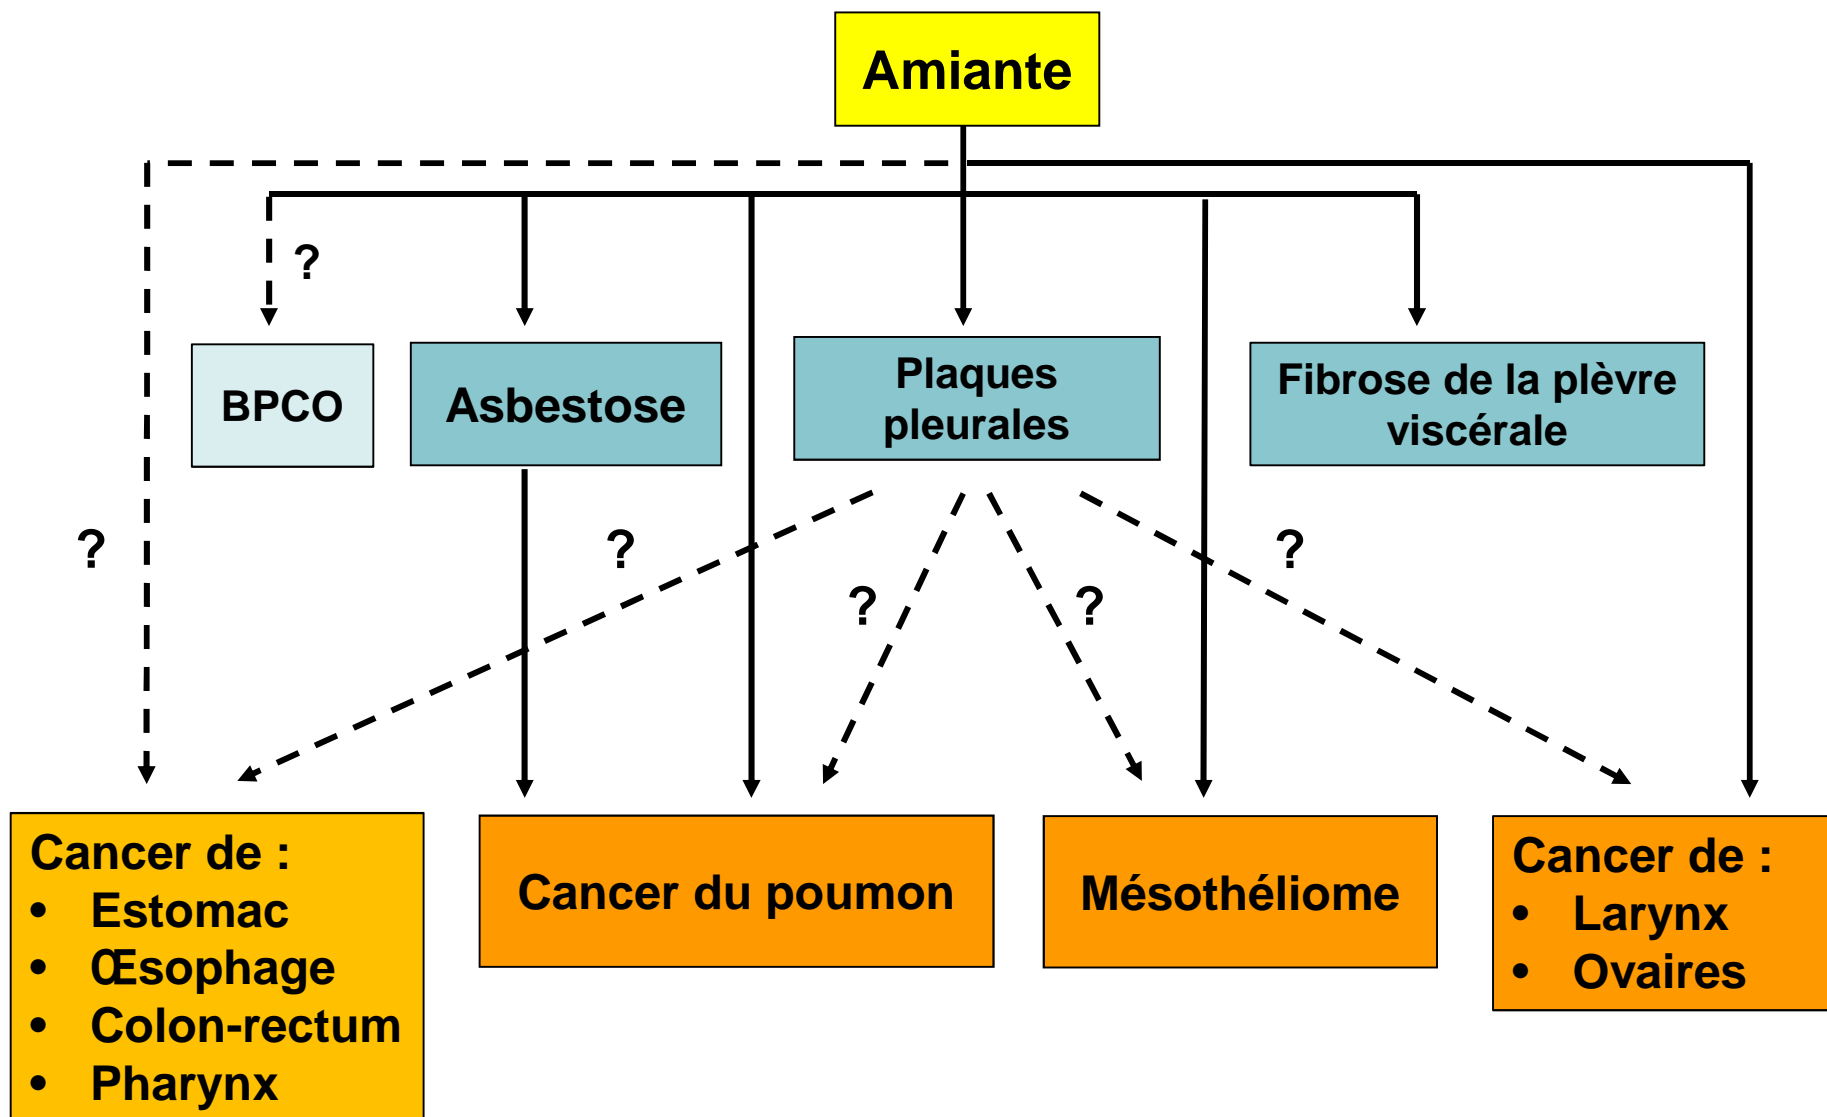 Amiante
?
BPCO
Asbestose
Plaques
pleurales
Fibrose de la plèvre
viscérale
?
?
?
?
?
Cancer de :
• Estomac
• Œsophage
• Colon-rectum
• Pharynx
Cancer du poumon
Mésothéliome
Cancer de :
• Larynx
• Ovaires